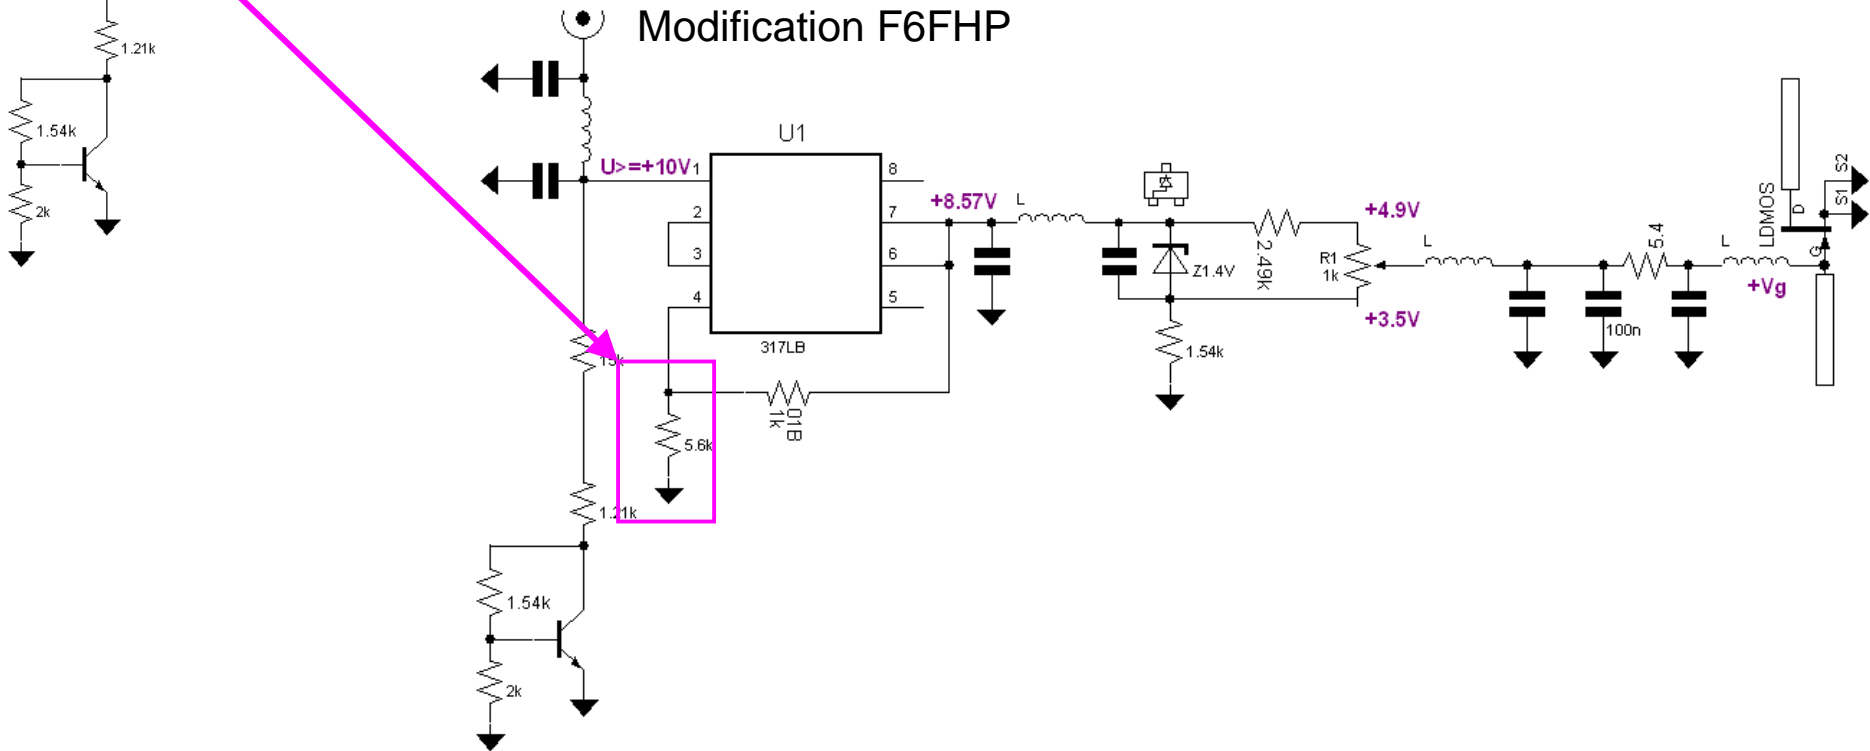 Modification F6FHP
1.21k
1.54k
2k
U1
U>=+10V
1
2
3
4
8
7
6
5
317LB
+8.57V
L
Z1.4V
2.49k
+4.9V
R1
1k
+3.5V
1.54k
L
100n
5.4
L
+Vg
LDMOS
D
G
S1
S2
15k
5.6k
01B
1k
1.21k
1.54k
2k